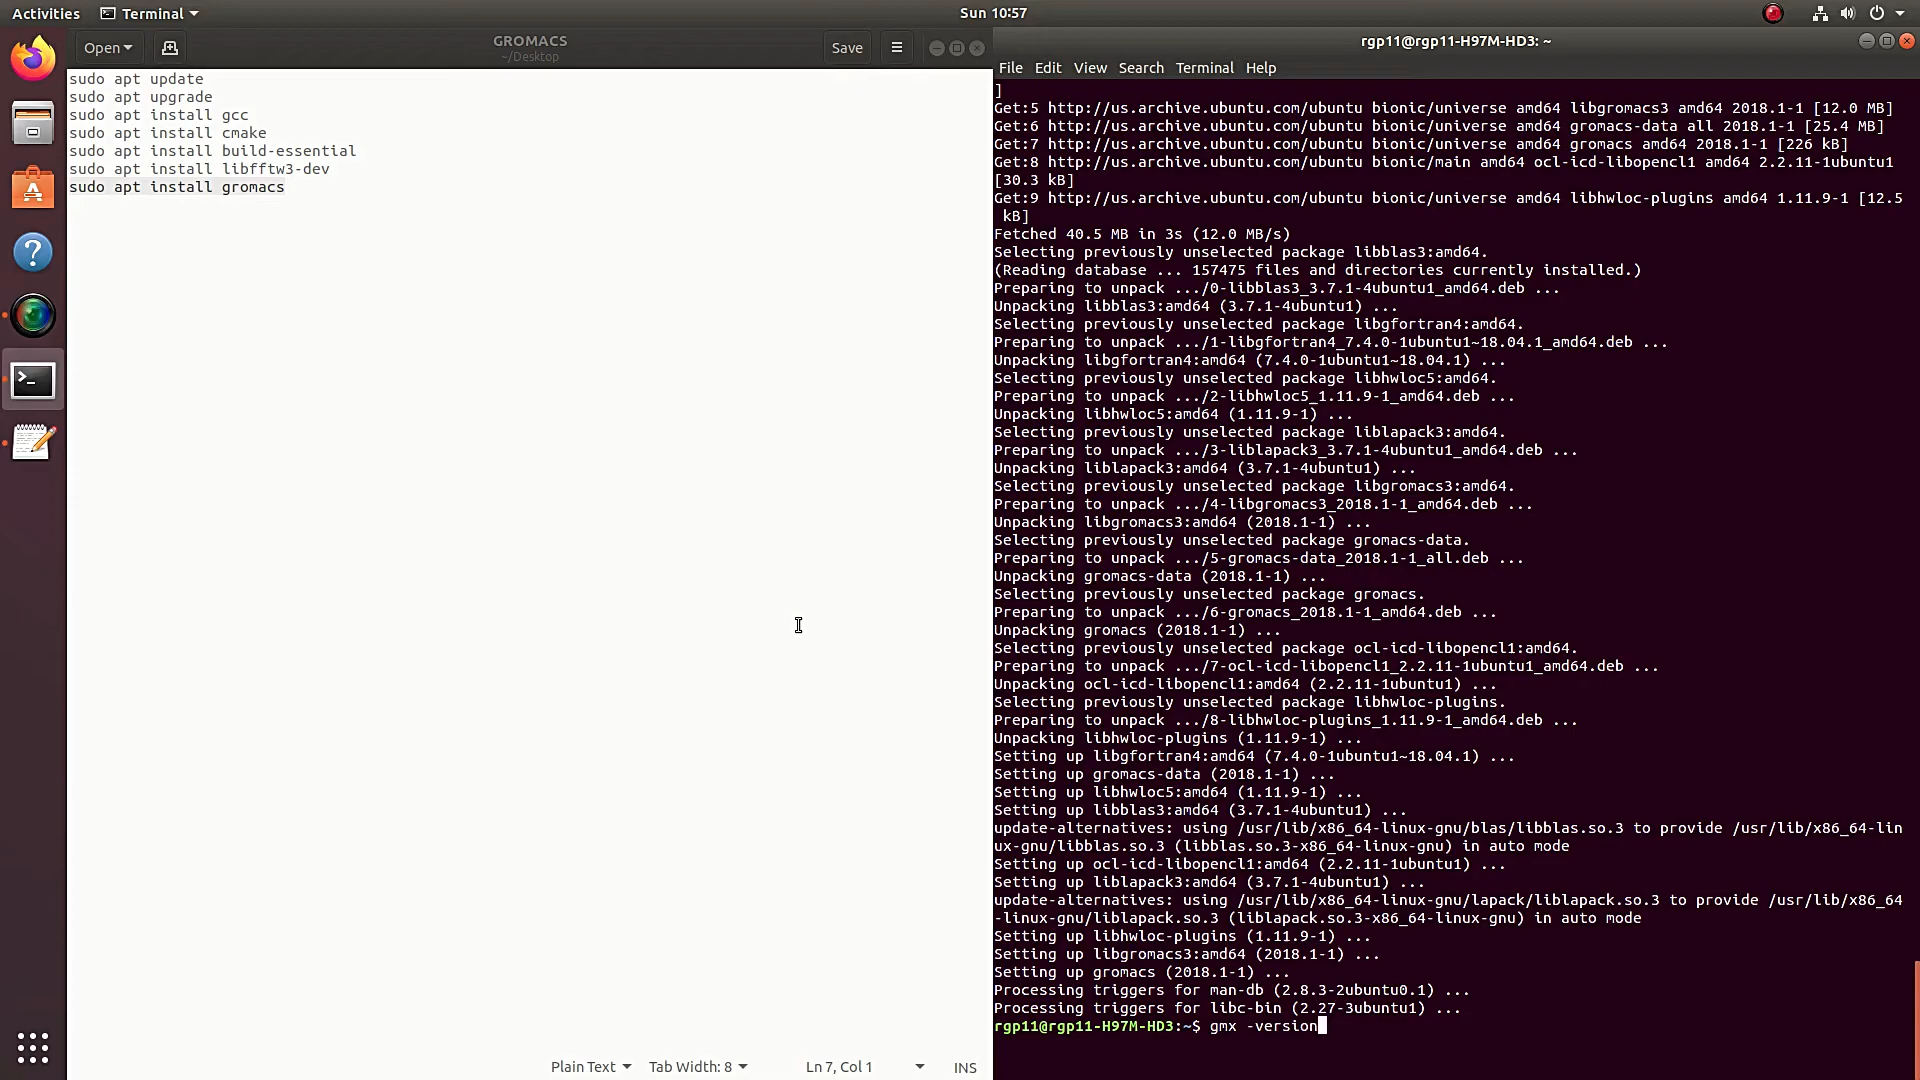 Activities
Terminal
Sun 10:57
Open
GROMACS
~/Desktop
Save
sudo apt update
sudo apt upgrade
sudo apt install gcc
sudo apt install cmake
sudo apt install build-essential
sudo apt install libfftw3-dev
sudo apt install gromacs
Plain Text
Tab Width: 8
Ln 7, Col 1
INS
rgp11@rgp11-H97M-HD3: ~
File Edit View Search Terminal Help
]
Get:5 http://us.archive.ubuntu.com/ubuntu bionic/universe amd64 libgromacs3 amd64 2018.1-1 [12.0 MB]
Get:6 http://us.archive.ubuntu.com/ubuntu bionic/universe amd64 gromacs-data all 2018.1-1 [25.4 MB]
Get:7 http://us.archive.ubuntu.com/ubuntu bionic/universe amd64 gromacs amd64 2018.1-1 [226 kB]
Get:8 http://us.archive.ubuntu.com/ubuntu bionic/main amd64 ocl-icd-libopencl1 amd64 2.2.11-1ubuntu1
[30.3 kB]
Get:9 http://us.archive.ubuntu.com/ubuntu bionic/universe amd64 libhwloc-plugins amd64 1.11.9-1 [12.5
kB]
Fetched 40.5 MB in 3s (12.0 MB/s)
Selecting previously unselected package libblas3:amd64.
(Reading database ... 157475 files and directories currently installed.)
Preparing to unpack .../0-libblas3_3.7.1-4ubuntu1_amd64.deb ...
Unpacking libblas3:amd64 (3.7.1-4ubuntu1) ...
Selecting previously unselected package libgfortran4:amd64.
Preparing to unpack .../1-libgfortran4_7.4.0-1ubuntu1~18.04.1_amd64.deb ...
Unpacking libgfortran4:amd64 (7.4.0-1ubuntu1~18.04.1) ...
Selecting previously unselected package libhwloc5:amd64.
Preparing to unpack .../2-libhwloc5_1.11.9-1_amd64.deb ...
Unpacking libhwloc5:amd64 (1.11.9-1) ...
Selecting previously unselected package liblapack3:amd64.
Preparing to unpack .../3-liblapack3_3.7.1-4ubuntu1_amd64.deb ...
Unpacking liblapack3:amd64 (3.7.1-4ubuntu1) ...
Selecting previously unselected package libgromacs3:amd64.
Preparing to unpack .../4-libgromacs3_2018.1-1_amd64.deb ...
Unpacking libgromacs3:amd64 (2018.1-1) ...
Selecting previously unselected package gromacs-data.
Preparing to unpack .../5-gromacs-data_2018.1-1_all.deb ...
Unpacking gromacs-data (2018.1-1) ...
Selecting previously unselected package gromacs.
Preparing to unpack .../6-gromacs_2018.1-1_amd64.deb ...
Unpacking gromacs (2018.1-1) ...
Selecting previously unselected package ocl-icd-libopencl1:amd64.
Preparing to unpack .../7-ocl-icd-libopencl1_2.2.11-1ubuntu1_amd64.deb ...
Unpacking ocl-icd-libopencl1:amd64 (2.2.11-1ubuntu1) ...
Selecting previously unselected package libhwloc-plugins.
Preparing to unpack .../8-libhwloc-plugins_1.11.9-1_amd64.deb ...
Unpacking libhwloc-plugins (1.11.9-1) ...
Setting up libgfortran4:amd64 (7.4.0-1ubuntu1~18.04.1) ...
Setting up gromacs-data (2018.1-1) ...
Setting up libhwloc5:amd64 (1.11.9-1) ...
Setting up libblas3:amd64 (3.7.1-4ubuntu1) ...
update-alternatives: using /usr/lib/x86_64-linux-gnu/blas/libblas.so.3 to provide /usr/lib/x86_64-lin
ux-gnu/libblas.so.3 (libblas.so.3-x86_64-linux-gnu) in auto mode
Setting up ocl-icd-libopencl1:amd64 (2.2.11-1ubuntu1) ...
Setting up liblapack3:amd64 (3.7.1-4ubuntu1) ...
update-alternatives: using /usr/lib/x86_64-linux-gnu/lapack/liblapack.so.3 to provide /usr/lib/x86_64
-linux-gnu/liblapack.so.3 (liblapack.so.3-x86_64-linux-gnu) in auto mode
Setting up libhwloc-plugins (1.11.9-1) ...
Setting up libgromacs3:amd64 (2018.1-1) ...
Setting up gromacs (2018.1-1) ...
Processing triggers for man-db (2.8.3-2ubuntu0.1) ...
Processing triggers for libc-bin (2.27-3ubuntu1) ...
rgp11@rgp11-H97M-HD3:~$ gmx -version